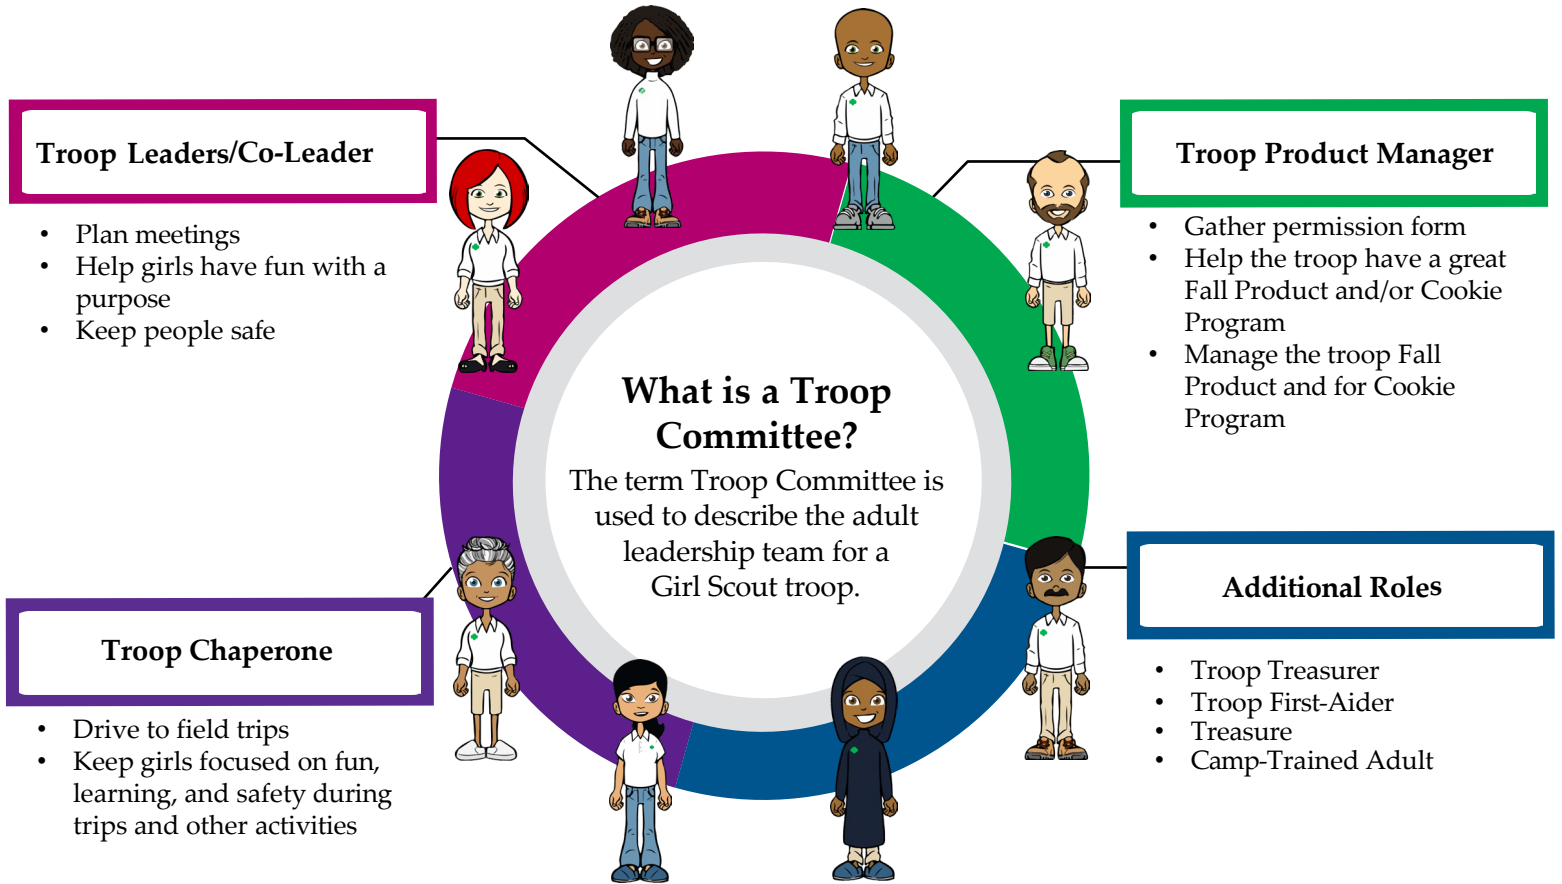 Troop Leaders/Co-Leader
• Plan meetings
• Help girls have fun with a
purpose
• Keep people safe
Troop Product Manager
• Gather permission form
• Help the troop have a great
Fall Product and/or Cookie
Program
• Manage the troop Fall
Product and for Cookie
Program
What is a Troop
Committee?
The term Troop Committee is
used to describe the adult
leadership team for a
Girl Scout troop.
Troop Chaperone
• Drive to field trips
• Keep girls focused on fun,
learning, and safety during
trips and other activities
Additional Roles
• Troop Treasurer
• Troop First-Aider
• Treasure
• Camp-Trained Adult